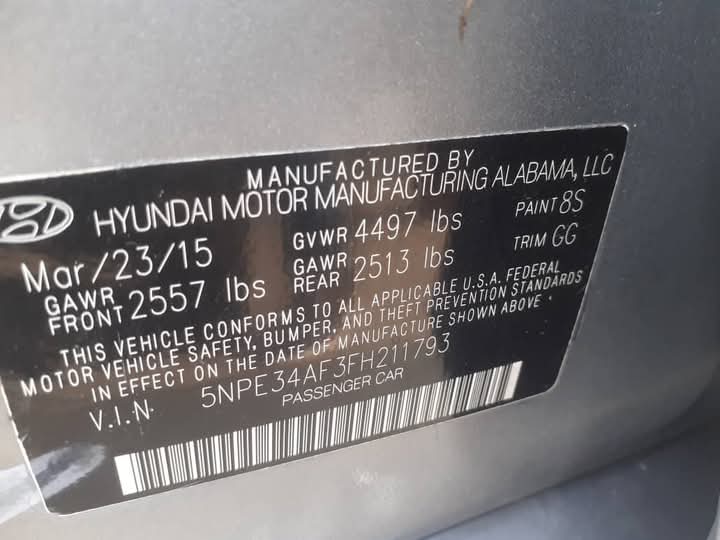 MANUFACTURED BY
HYUNDAI MOTOR MANUFACTURING ALABAMA, LLC
Mar/23/15 GVWR 4497 lbs PAINT 8S
GAWR FRONT 2557 lbs GAWR REAR 2513 lbs TRIM GG
THIS VEHICLE CONFORMS TO ALL APPLICABLE U.S.A. FEDERAL
MOTOR VEHICLE SAFETY, BUMPER, AND THEFT PREVENTION STANDARDS
IN EFFECT ON THE DATE OF MANUFACTURE SHOWN ABOVE
V.I.N 5NPE34AF3FH211793
PASSENGER CAR